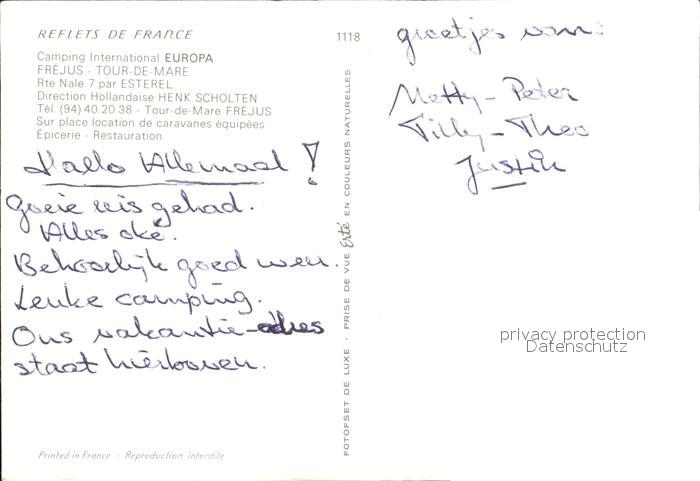 REFLETS DE FRANCE
1118
Camping International EUROPA
FRÉJUS - TOUR-DE-MARE
Rte Nale 7 par ESTEREL
Direction Hollandaise HENK SCHOLTEN
Tél. (94) 40.20.38 - Tour-de-Mare FRÉJUS
Sur place location de caravanes équipées
Épicerie - Restauration
Hallo Allemaal !
Goeie reis gehad.
Alles oké.
Behoorlijk goed weer.
Leuke camping.
Ons vakantie-adres
staat hierboven.
Printed in France - Reproduction interdite
FOTOFSET DE LUXE - PRISE DE VUE Erté EN COULEURS NATURELLES
groetjes van:
Metty - Peter
Tilly - Theo
Justin
privacy protection
Datenschutz